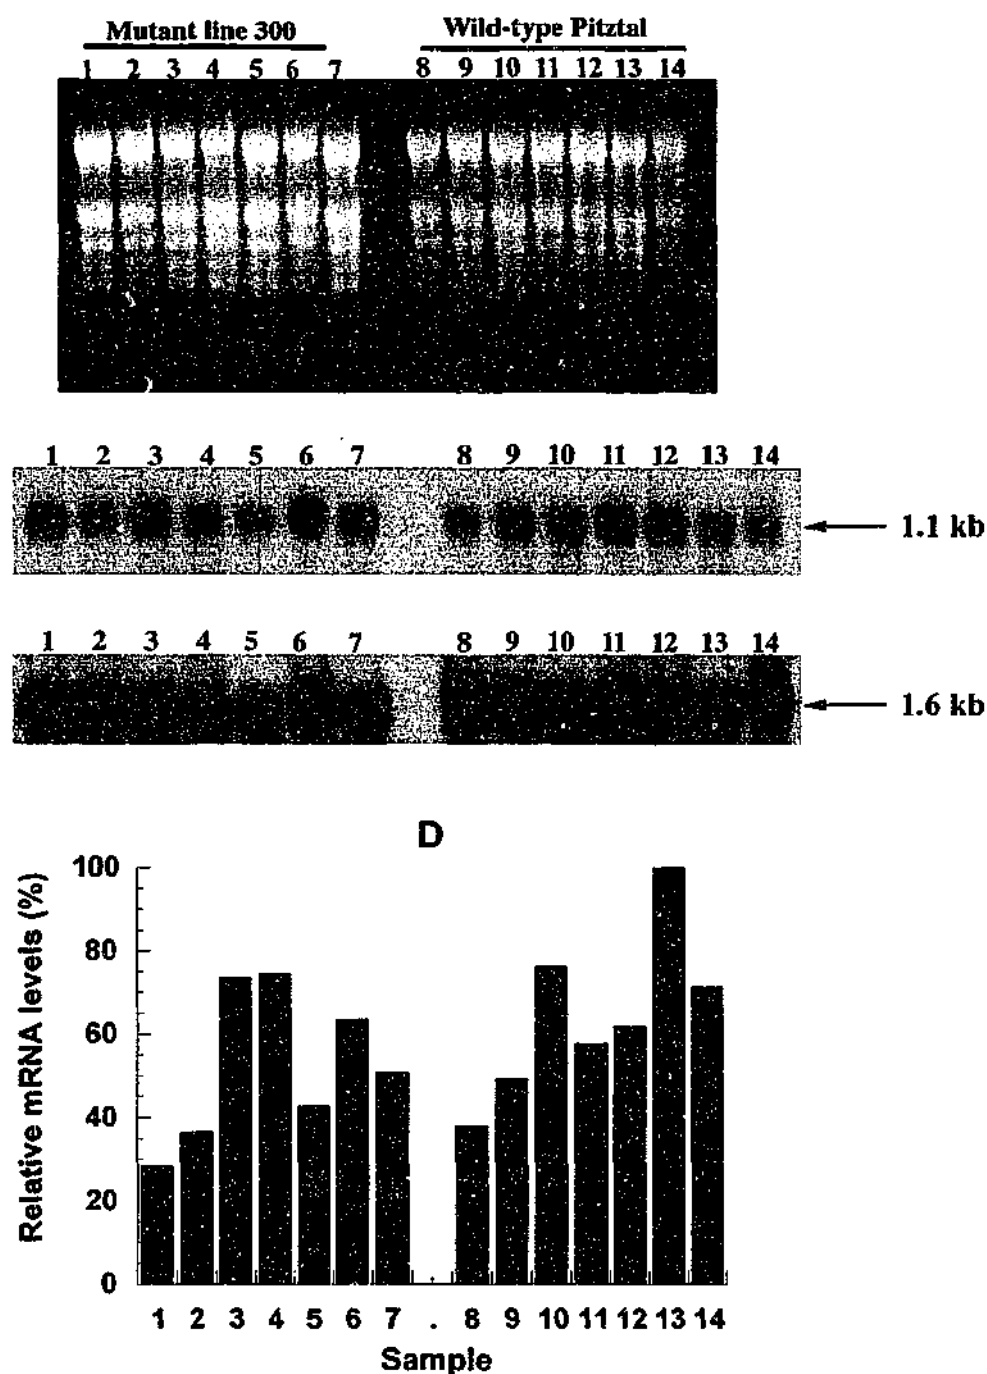 Mutant line 300 Wild-type Pitztal
1 2 3 4 5 6 7 8 9 10 11 12 13 14
1 2 3 4 5 6 7 8 9 10 11 12 13 14
1.1 kb
1 2 3 4 5 6 7 8 9 10 11 12 13 14
1.6 kb
D
Relative mRNA levels (%)
100
80
60
40
20
0
1 2 3 4 5 6 7 . 8 9 10 11 12 13 14
Sample